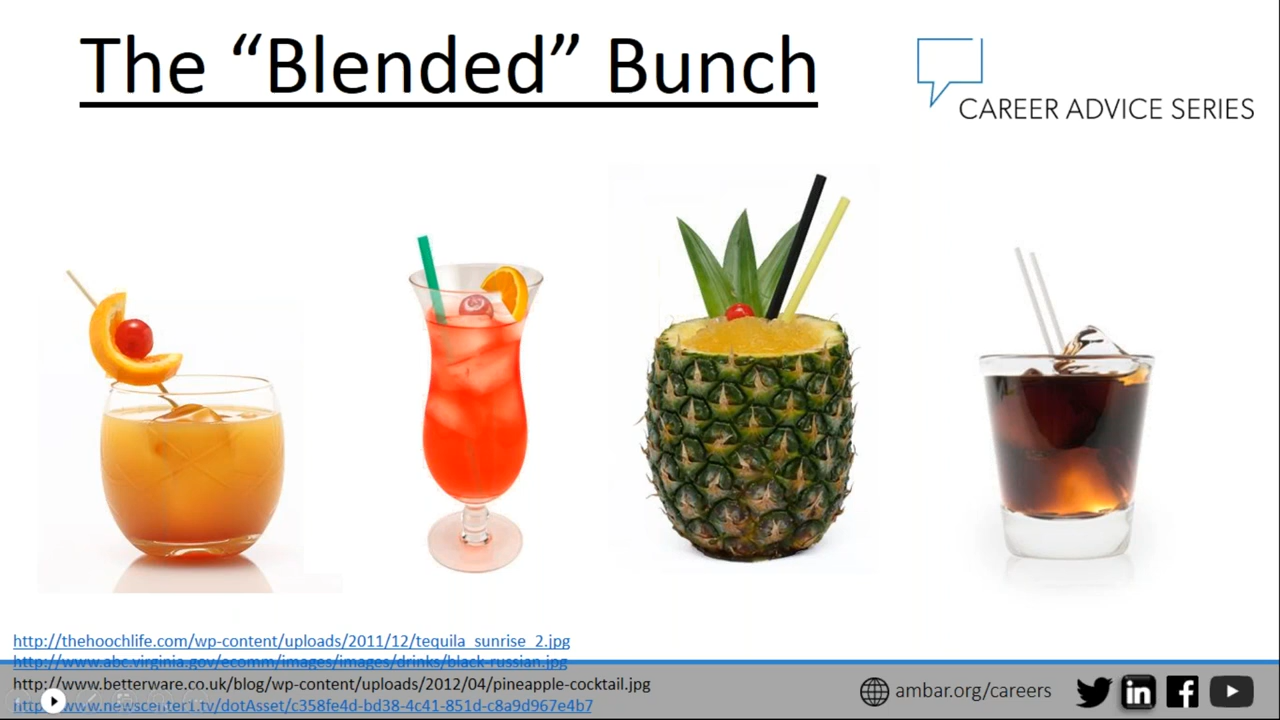 The “Blended” Bunch
CAREER ADVICE SERIES
http://thehoochlife.com/wp-content/uploads/2011/12/tequila_sunrise_2.jpg
http://www.abc.virginia.gov/ecomm/images/images/drinks/black-russian.jpg
http://www.betterware.co.uk/blog/wp-content/uploads/2012/04/pineapple-cocktail.jpg
http://www.newscenter1.tv/dotAsset/c358fe4d-bd38-4c41-851d-c8a9d967e4b7
ambar.org/careers